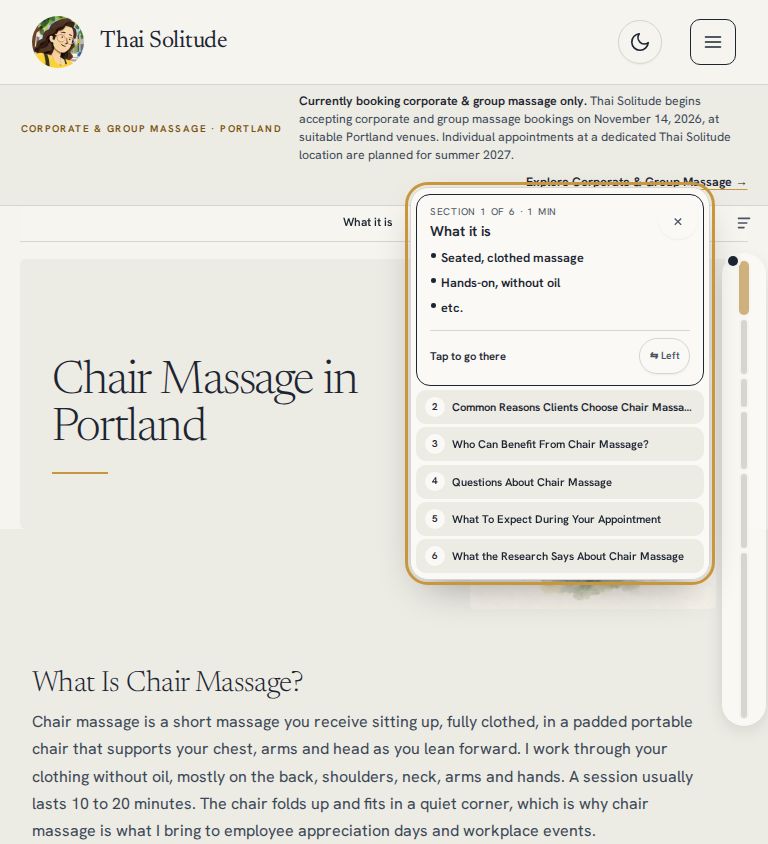 Thai Solitude
CORPORATE & GROUP MASSAGE · PORTLAND
Currently booking corporate & group massage only. Thai Solitude begins
accepting corporate and group massage bookings on November 14, 2026, at
suitable Portland venues. Individual appointments at a dedicated Thai Solitude
location are planned for summer 2027.
Explore Corporate & Group Massage →
What it is
SECTION 1 OF 6 · 1 MIN
×
What it is
• Seated, clothed massage
• Hands-on, without oil
• etc.
Tap to go there
⇆ Left
2 Common Reasons Clients Choose Chair Massa...
3 Who Can Benefit From Chair Massage?
4 Questions About Chair Massage
5 What To Expect During Your Appointment
6 What the Research Says About Chair Massage
Chair Massage in
Portland
What Is Chair Massage?
Chair massage is a short massage you receive sitting up, fully clothed, in a padded portable
chair that supports your chest, arms and head as you lean forward. I work through your
clothing without oil, mostly on the back, shoulders, neck, arms and hands. A session usually
lasts 10 to 20 minutes. The chair folds up and fits in a quiet corner, which is why chair
massage is what I bring to employee appreciation days and workplace events.